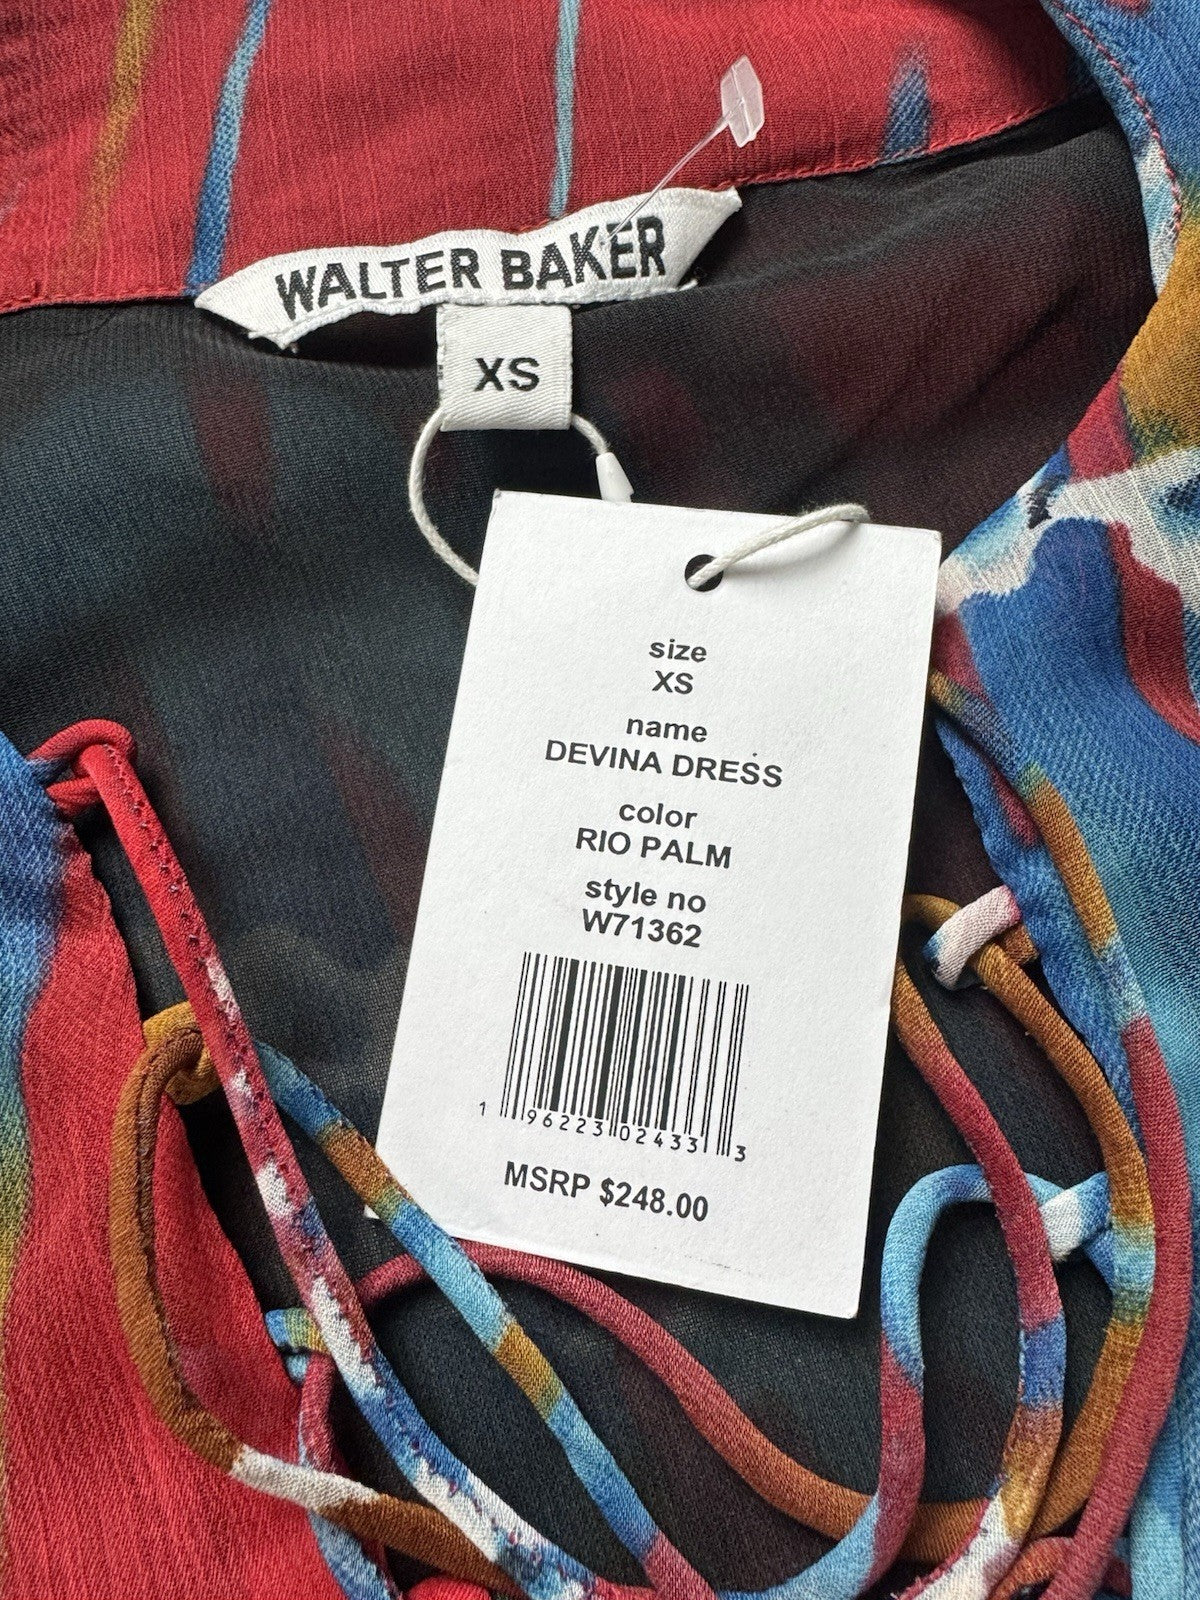 WALTER BAKER
XS
size
XS
name
DEVINA DRESS
color
RIO PALM
style no
W71362
1 96223 02433 3
MSRP $248.00